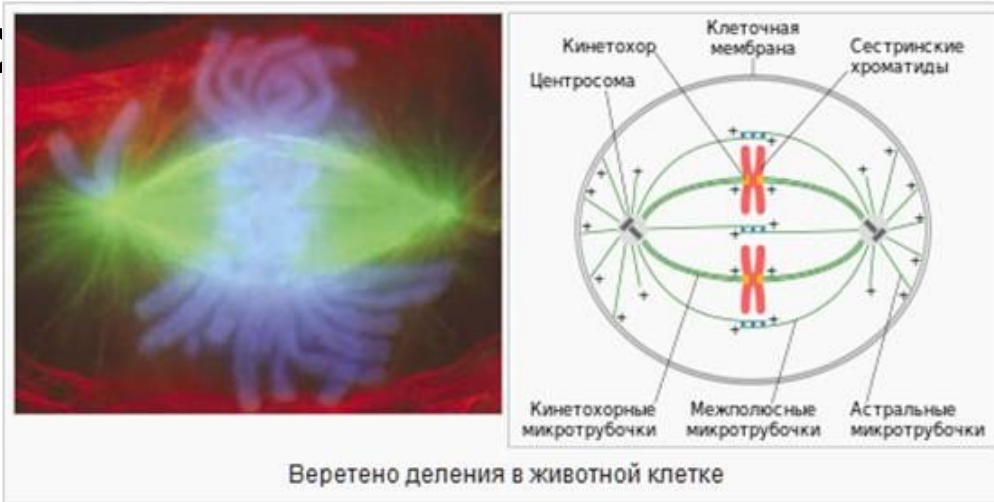 Клеточная
мембрана
Кинетохор
Сестринские
хроматиды
Центросома
Кинетохорные
микротрубочки
Межполюсные
микротрубочки
Астральные
микротрубочки
Веретено деления в животной клетке